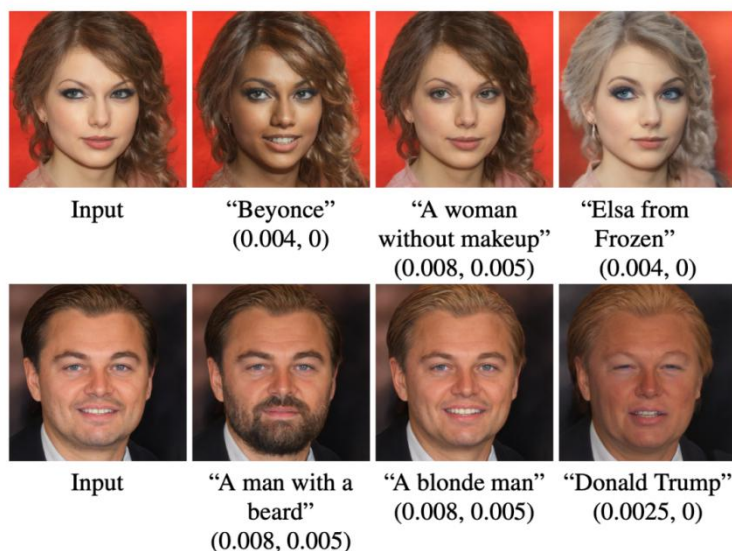 Input
“Beyonce”
(0.004, 0)
“A woman
without makeup”
(0.008, 0.005)
“Elsa from
Frozen”
(0.004, 0)
Input
“A man with a
beard”
(0.008, 0.005)
“A blonde man”
(0.008, 0.005)
“Donald Trump”
(0.0025, 0)